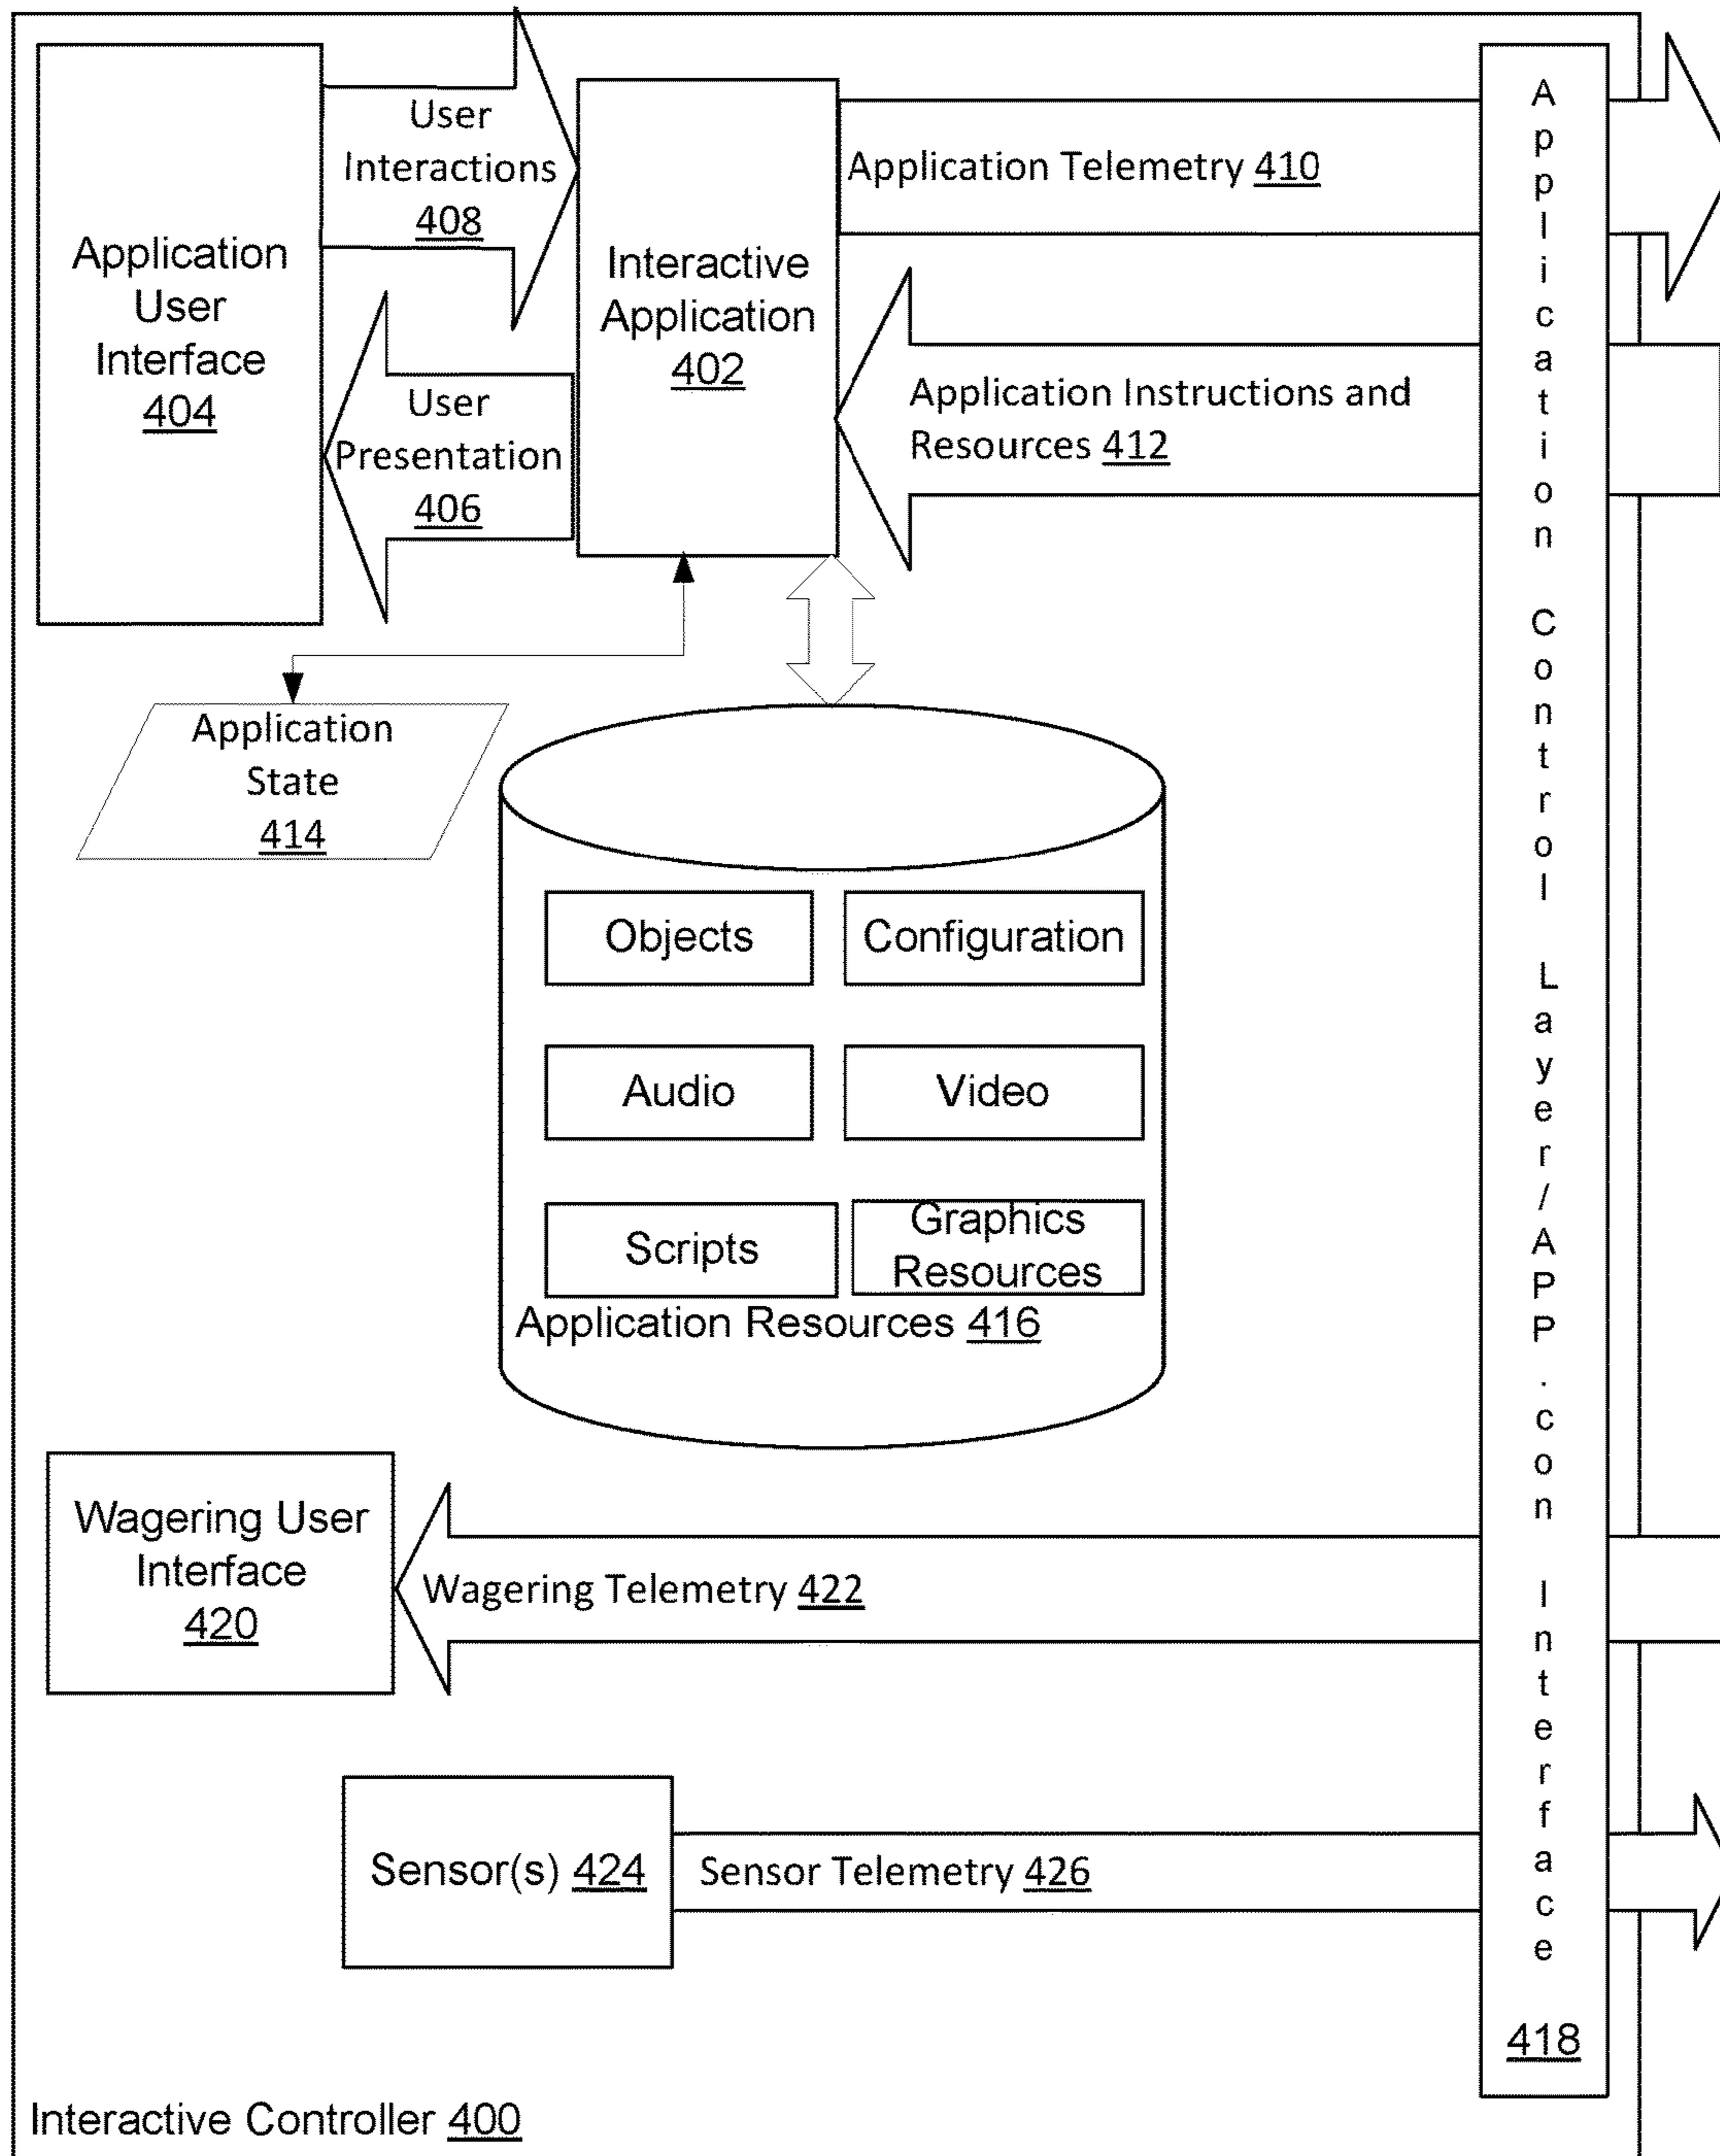 Application
User
Interface
404
User
Interactions
408
User
Presentation
406
Interactive
Application
402
Application Telemetry 410
Application Instructions and
Resources 412
Application
State
414
Objects
Configuration
Audio
Video
Scripts
Graphics
Resources
Application Resources 416
Wagering User
Interface
420
Wagering Telemetry 422
Sensor(s) 424
Sensor Telemetry 426
Application Control Layer/APP.con Interface
418
Interactive Controller 400